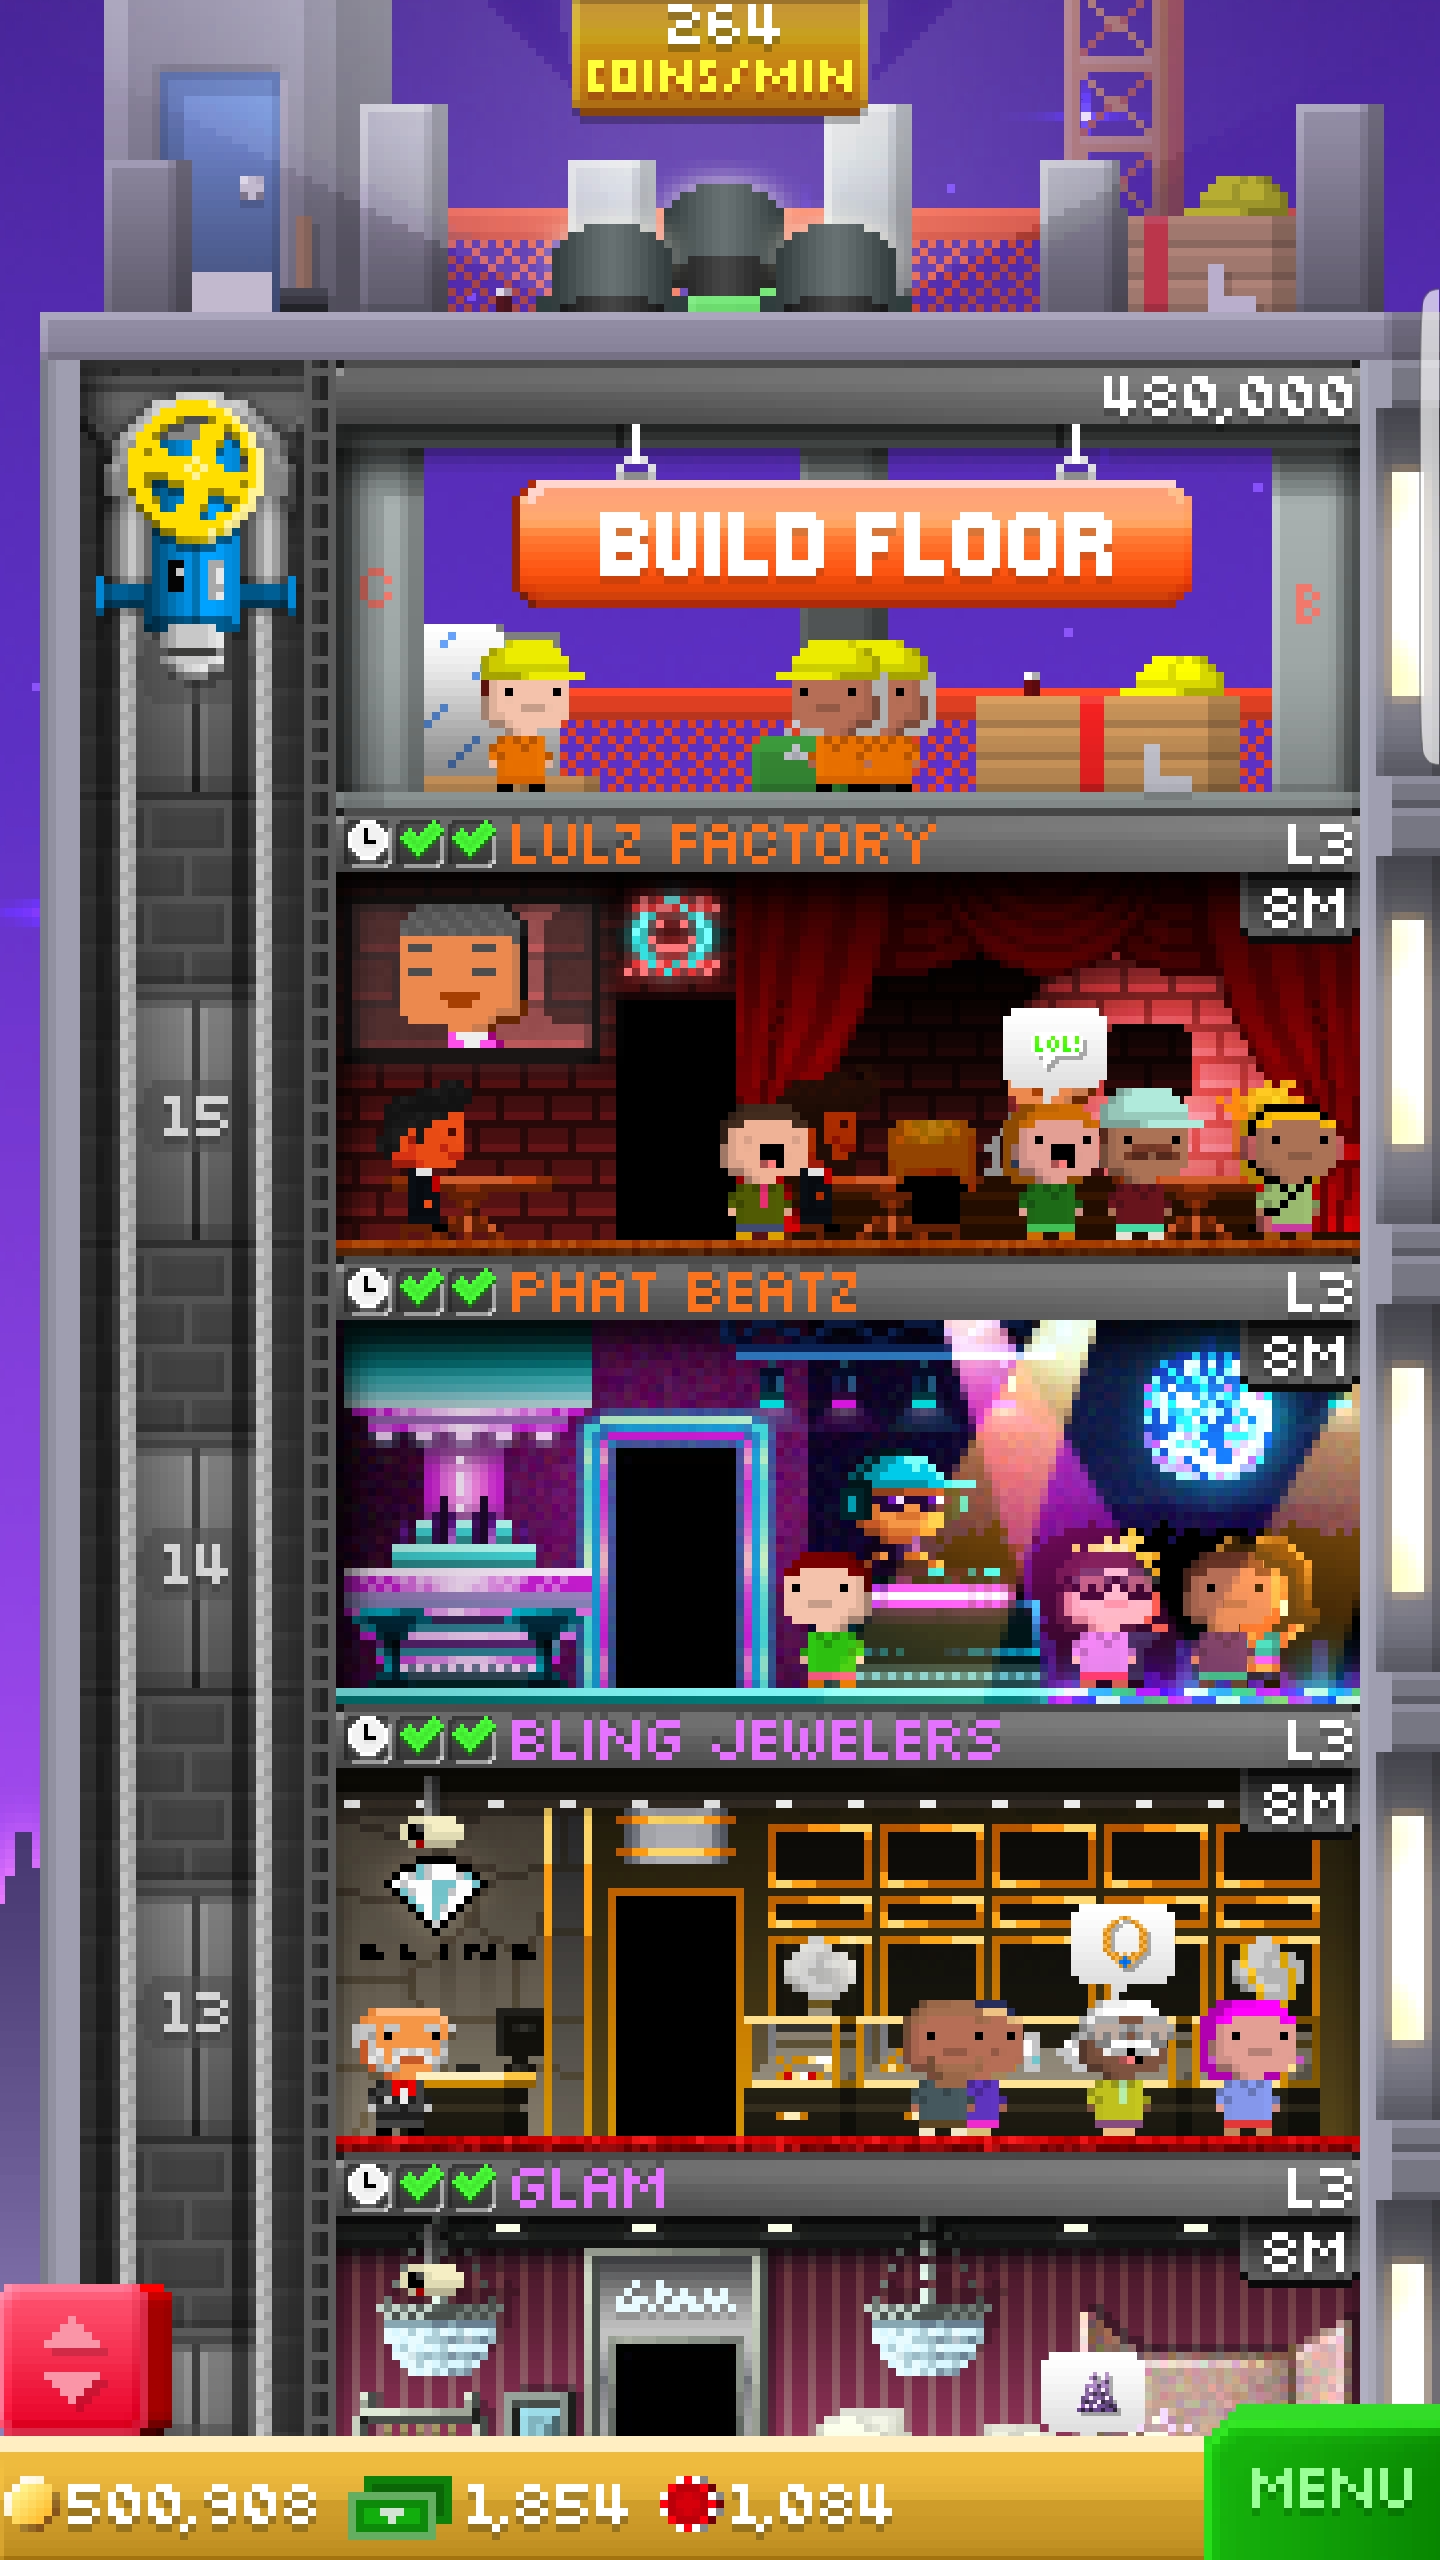 264
COINS/MIN
480,000
BUILD FLOOR
C
B
LULZ FACTORY
L3
8M
LOL!
15
PHAT BEATZ
L3
8M
14
BLING JEWELERS
L3
8M
BLING
13
GLAM
L3
8M
Glam
500,908
1,854
1,084
MENU